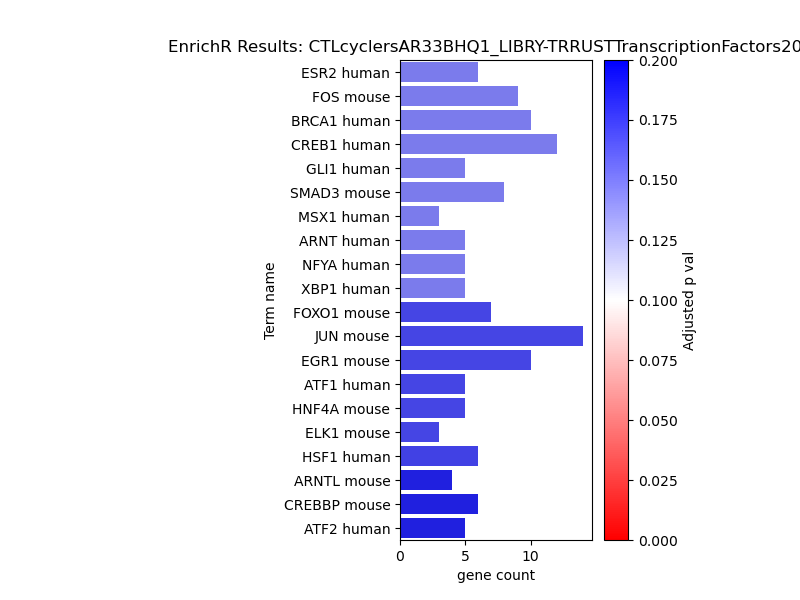 EnrichR Results: CTLcyclersAR33BHQ1_LIBRY-TRRUSTTranscriptionFactors20
ESR2 human
FOS mouse
BRCA1 human
CREB1 human
GLI1 human
SMAD3 mouse
MSX1 human
ARNT human
NFYA human
XBP1 human
FOXO1 mouse
JUN mouse
EGR1 mouse
ATF1 human
HNF4A mouse
ELK1 mouse
HSF1 human
ARNTL mouse
CREBBP mouse
ATF2 human
Term name
0 5 10
gene count
0.200
0.175
0.150
0.125
0.100
0.075
0.050
0.025
0.000
Adjusted p val